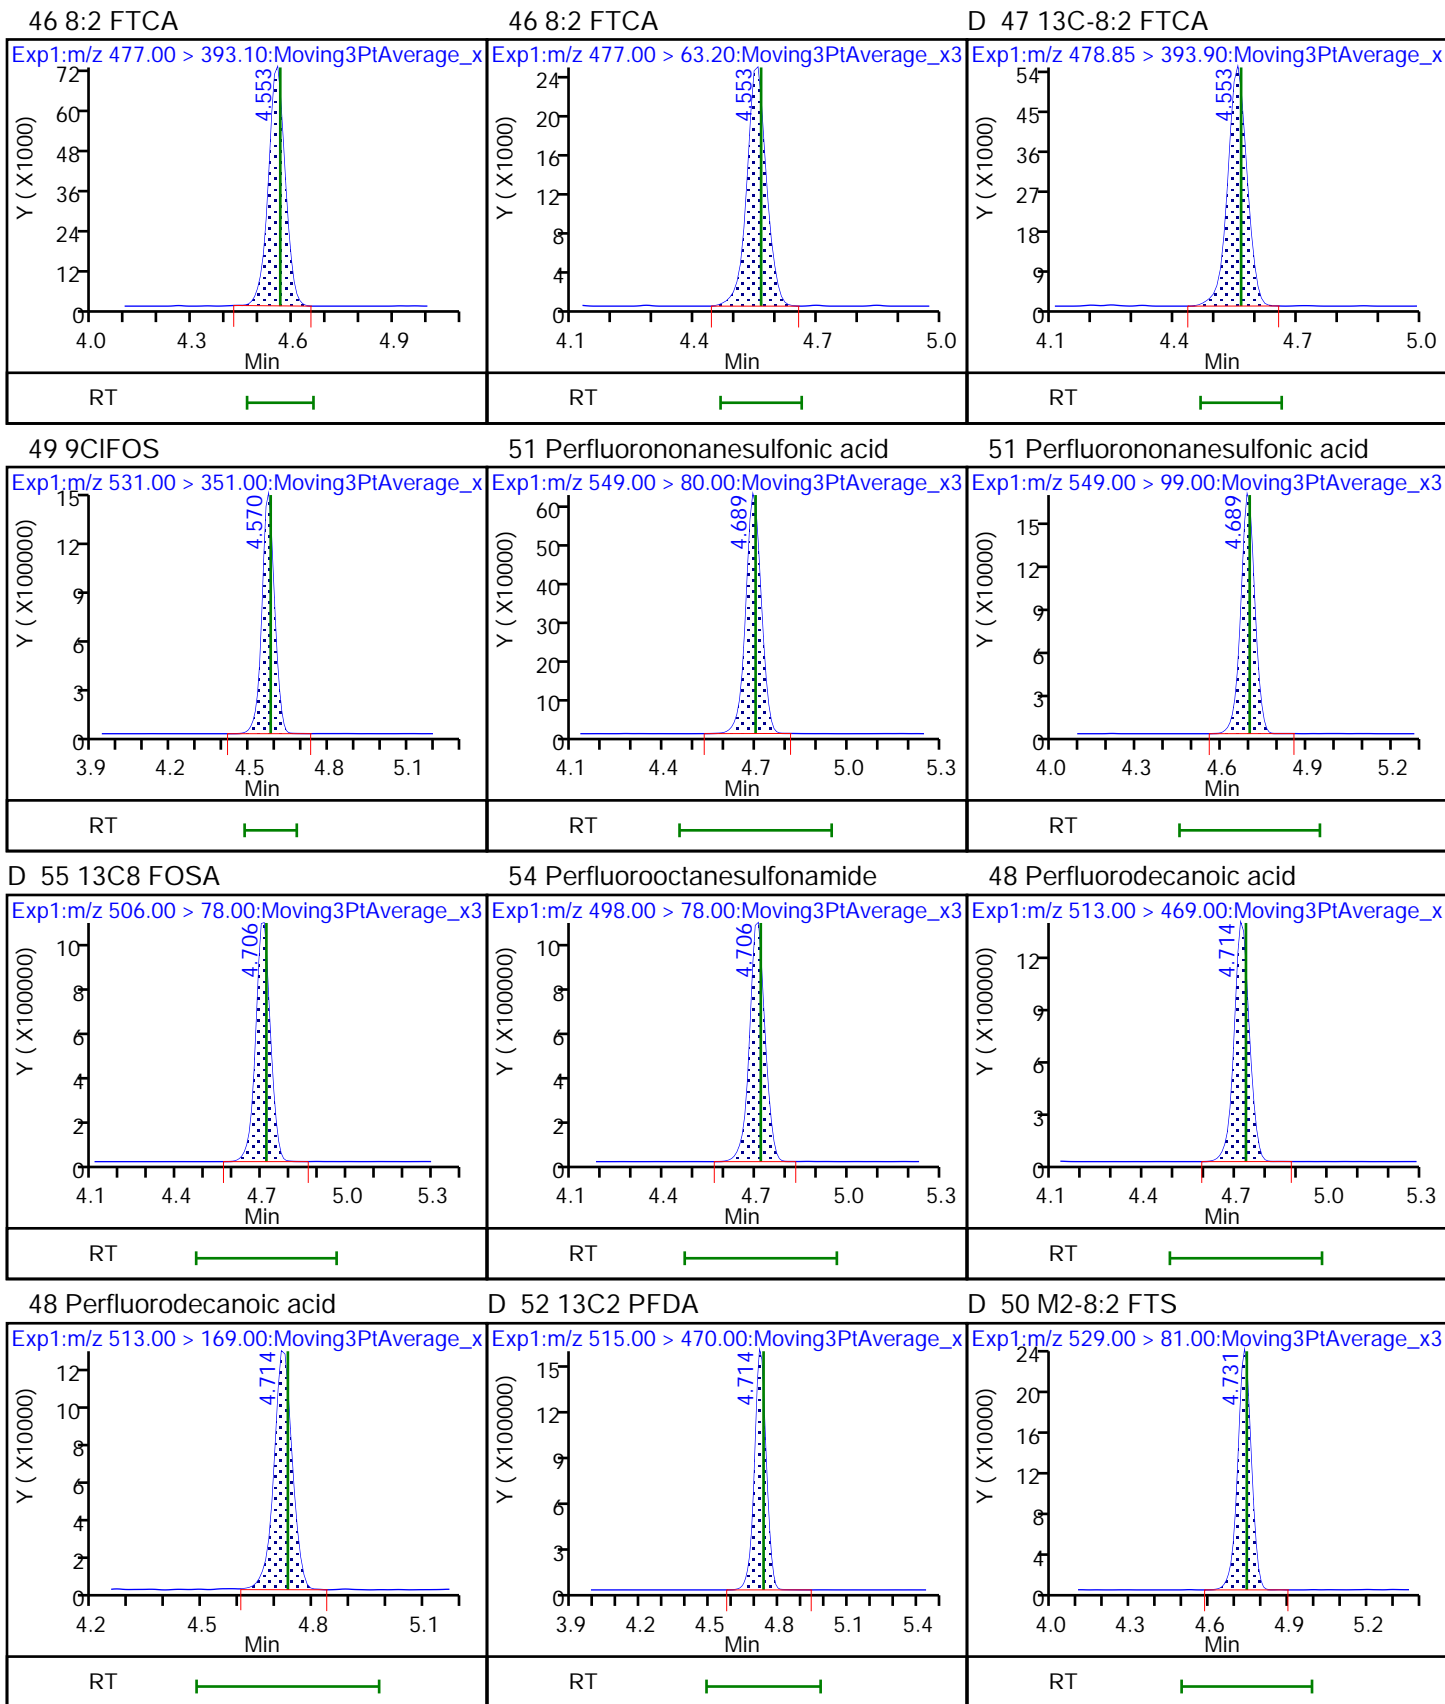 46 8:2 FTCA
Exp1:m/z 477.00 > 393.10:Moving3PtAverage_x
Y ( X1000)
72
60
48
36
24
12
0
4.553
4.0 4.3 4.6 4.9
Min
RT
46 8:2 FTCA
Exp1:m/z 477.00 > 63.20:Moving3PtAverage_x3
Y ( X1000)
24
20
16
12
8
4
0
4.553
4.1 4.4 4.7 5.0
Min
RT
D 47 13C-8:2 FTCA
Exp1:m/z 478.85 > 393.90:Moving3PtAverage_x
Y ( X1000)
54
45
36
27
18
9
0
4.553
4.1 4.4 4.7 5.0
Min
RT
49 9ClFOS
Exp1:m/z 531.00 > 351.00:Moving3PtAverage_x
Y ( X100000)
15
12
9
6
3
0
4.570
3.9 4.2 4.5 4.8 5.1
Min
RT
51 Perfluorononanesulfonic acid
Exp1:m/z 549.00 > 80.00:Moving3PtAverage_x3
Y ( X10000)
60
50
40
30
20
10
0
4.689
4.1 4.4 4.7 5.0 5.3
Min
RT
51 Perfluorononanesulfonic acid
Exp1:m/z 549.00 > 99.00:Moving3PtAverage_x3
Y ( X10000)
15
12
9
6
3
0
4.689
4.0 4.3 4.6 4.9 5.2
Min
RT
D 55 13C8 FOSA
Exp1:m/z 506.00 > 78.00:Moving3PtAverage_x3
Y ( X100000)
10
8
6
4
2
0
4.706
4.1 4.4 4.7 5.0 5.3
Min
RT
54 Perfluorooctanesulfonamide
Exp1:m/z 498.00 > 78.00:Moving3PtAverage_x3
Y ( X100000)
10
8
6
4
2
0
4.706
4.1 4.4 4.7 5.0 5.3
Min
RT
48 Perfluorodecanoic acid
Exp1:m/z 513.00 > 469.00:Moving3PtAverage_x
Y ( X100000)
12
9
6
3
0
4.714
4.1 4.4 4.7 5.0 5.3
Min
RT
48 Perfluorodecanoic acid
Exp1:m/z 513.00 > 169.00:Moving3PtAverage_x
Y ( X10000)
12
10
8
6
4
2
0
4.714
4.2 4.5 4.8 5.1
Min
RT
D 52 13C2 PFDA
Exp1:m/z 515.00 > 470.00:Moving3PtAverage_x
Y ( X100000)
15
12
9
6
3
0
4.714
3.9 4.2 4.5 4.8 5.1 5.4
Min
RT
D 50 M2-8:2 FTS
Exp1:m/z 529.00 > 81.00:Moving3PtAverage_x3
Y ( X10000)
24
20
16
12
8
4
0
4.731
4.0 4.3 4.6 4.9 5.2
Min
RT